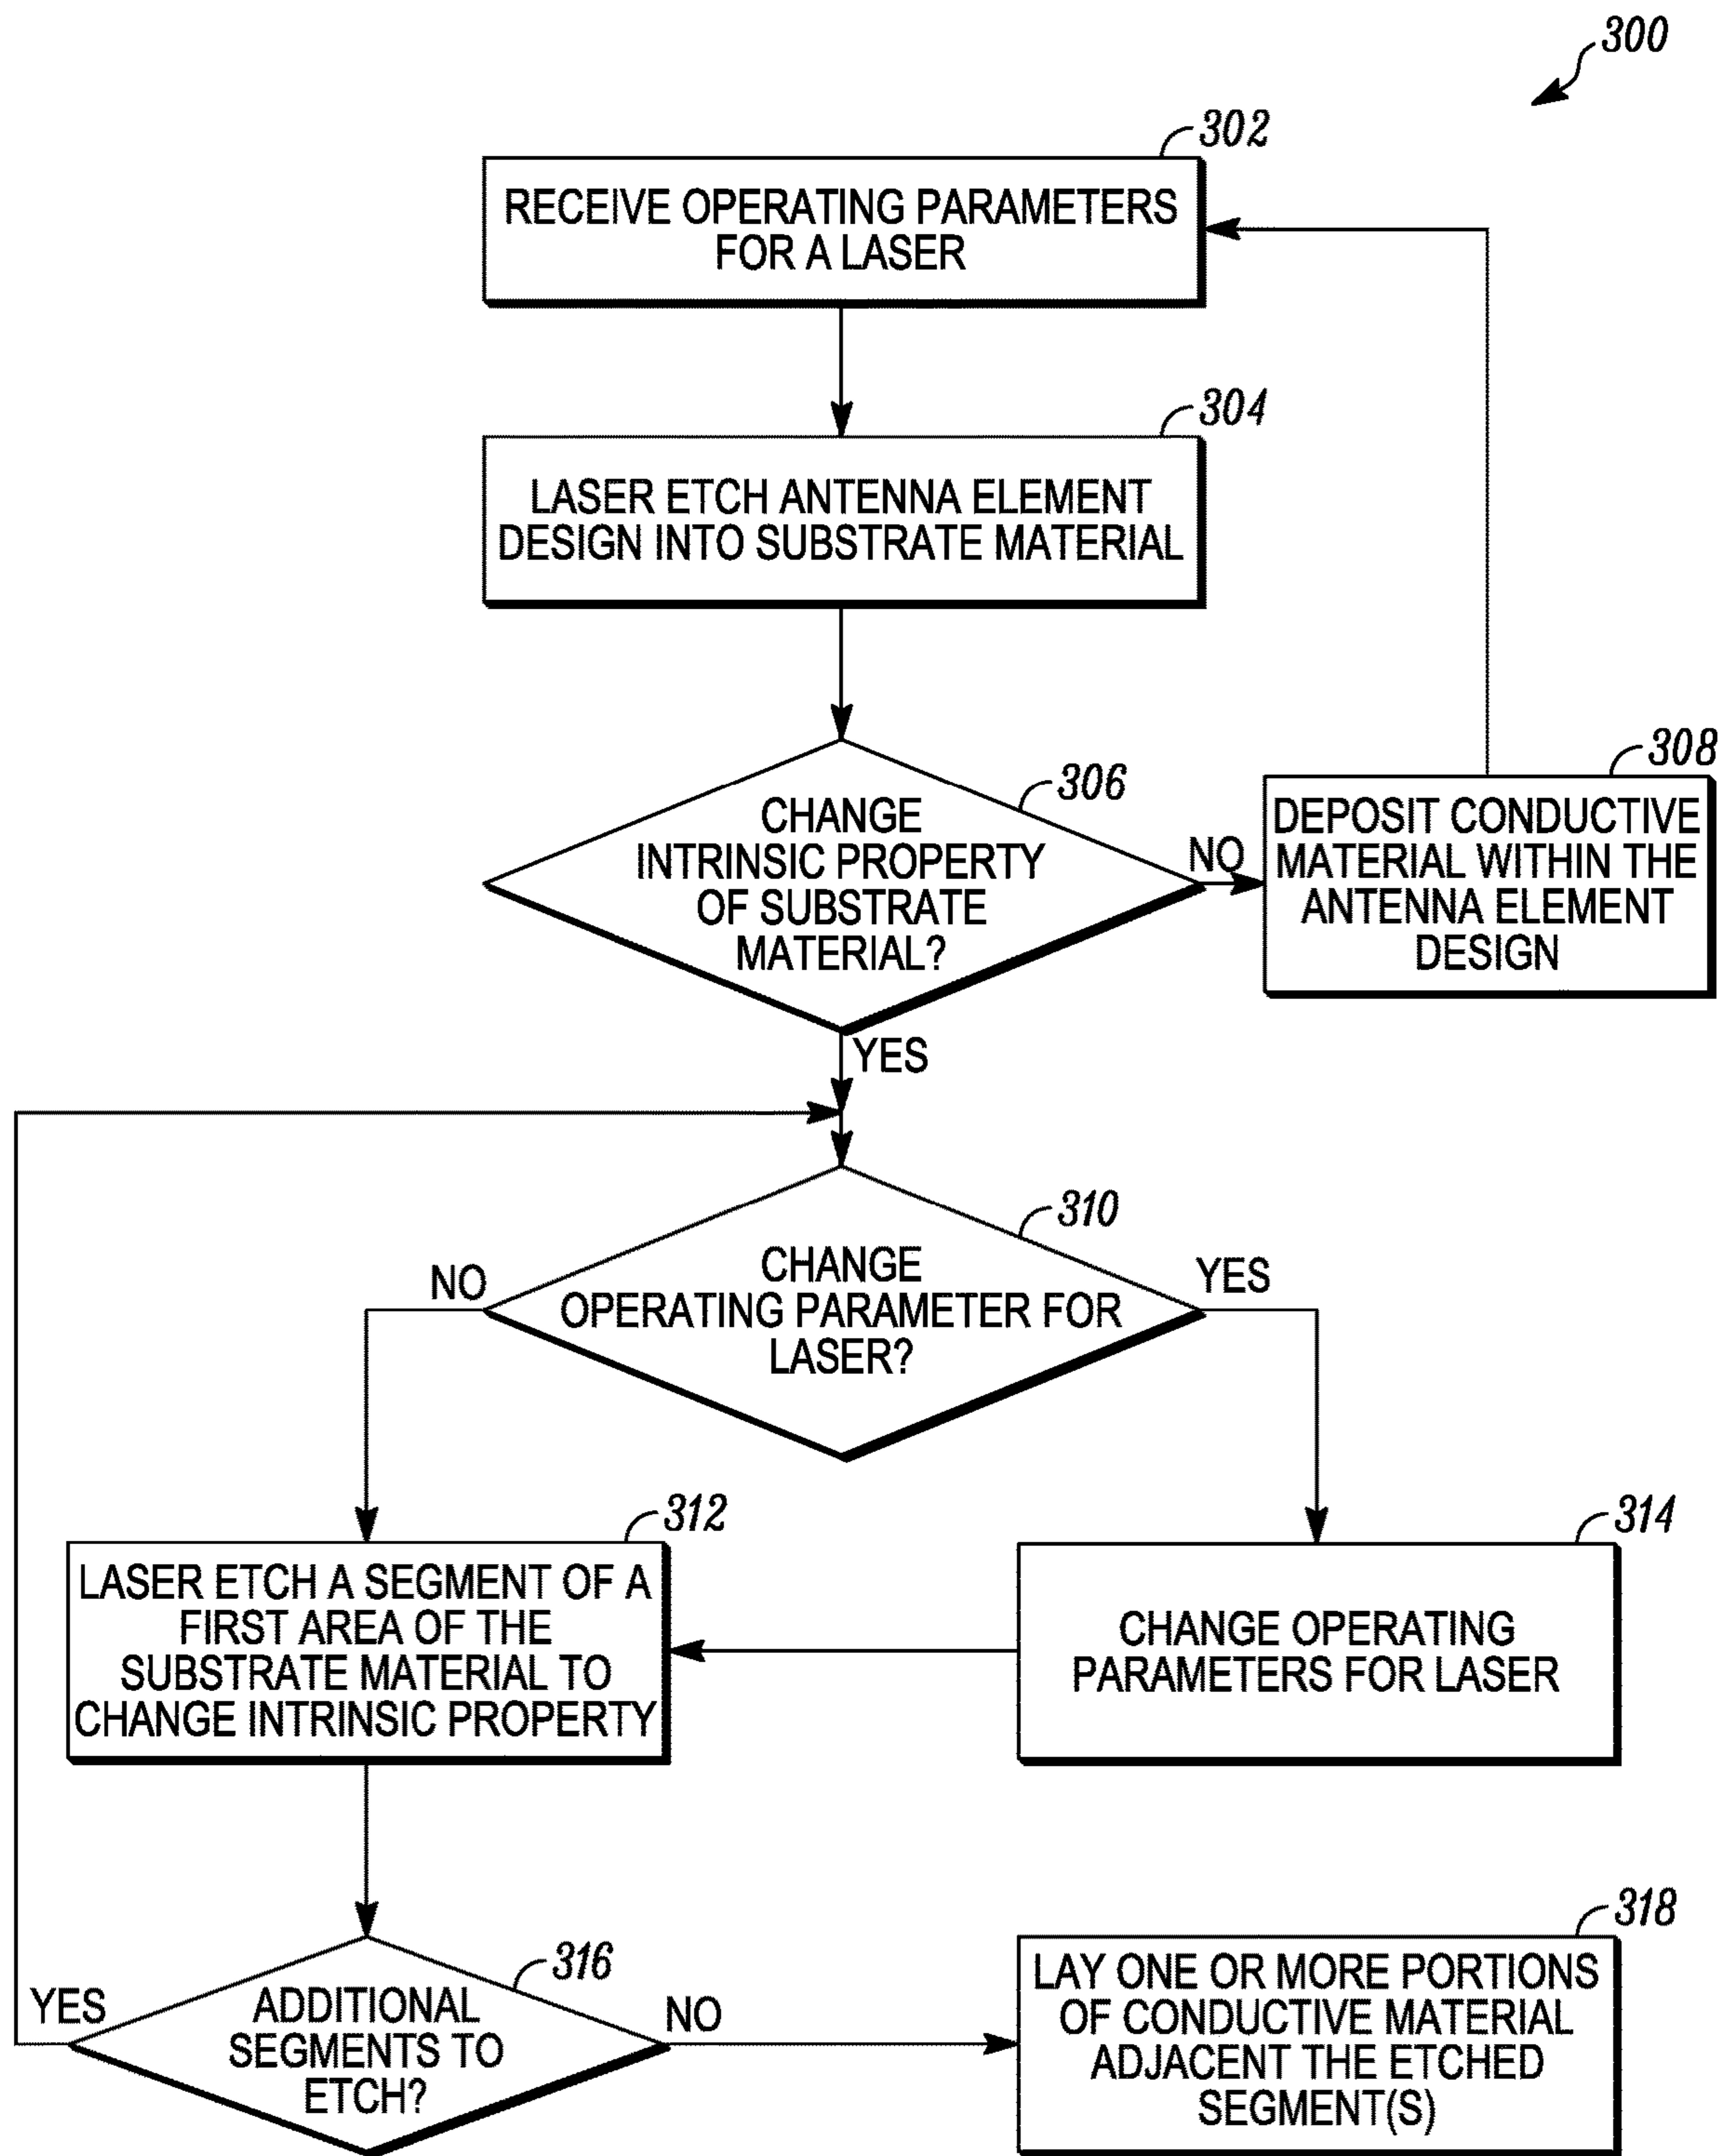 300
302
RECEIVE OPERATING PARAMETERS
FOR A LASER
304
LASER ETCH ANTENNA ELEMENT
DESIGN INTO SUBSTRATE MATERIAL
306
CHANGE
INTRINSIC PROPERTY
OF SUBSTRATE
MATERIAL?
NO
308
DEPOSIT CONDUCTIVE
MATERIAL WITHIN THE
ANTENNA ELEMENT
DESIGN
YES
310
CHANGE
OPERATING PARAMETER FOR
LASER?
NO
YES
312
LASER ETCH A SEGMENT OF A
FIRST AREA OF THE
SUBSTRATE MATERIAL TO
CHANGE INTRINSIC PROPERTY
314
CHANGE OPERATING
PARAMETERS FOR LASER
316
ADDITIONAL
SEGMENTS TO
ETCH?
YES
NO
318
LAY ONE OR MORE PORTIONS
OF CONDUCTIVE MATERIAL
ADJACENT THE ETCHED
SEGMENT(S)